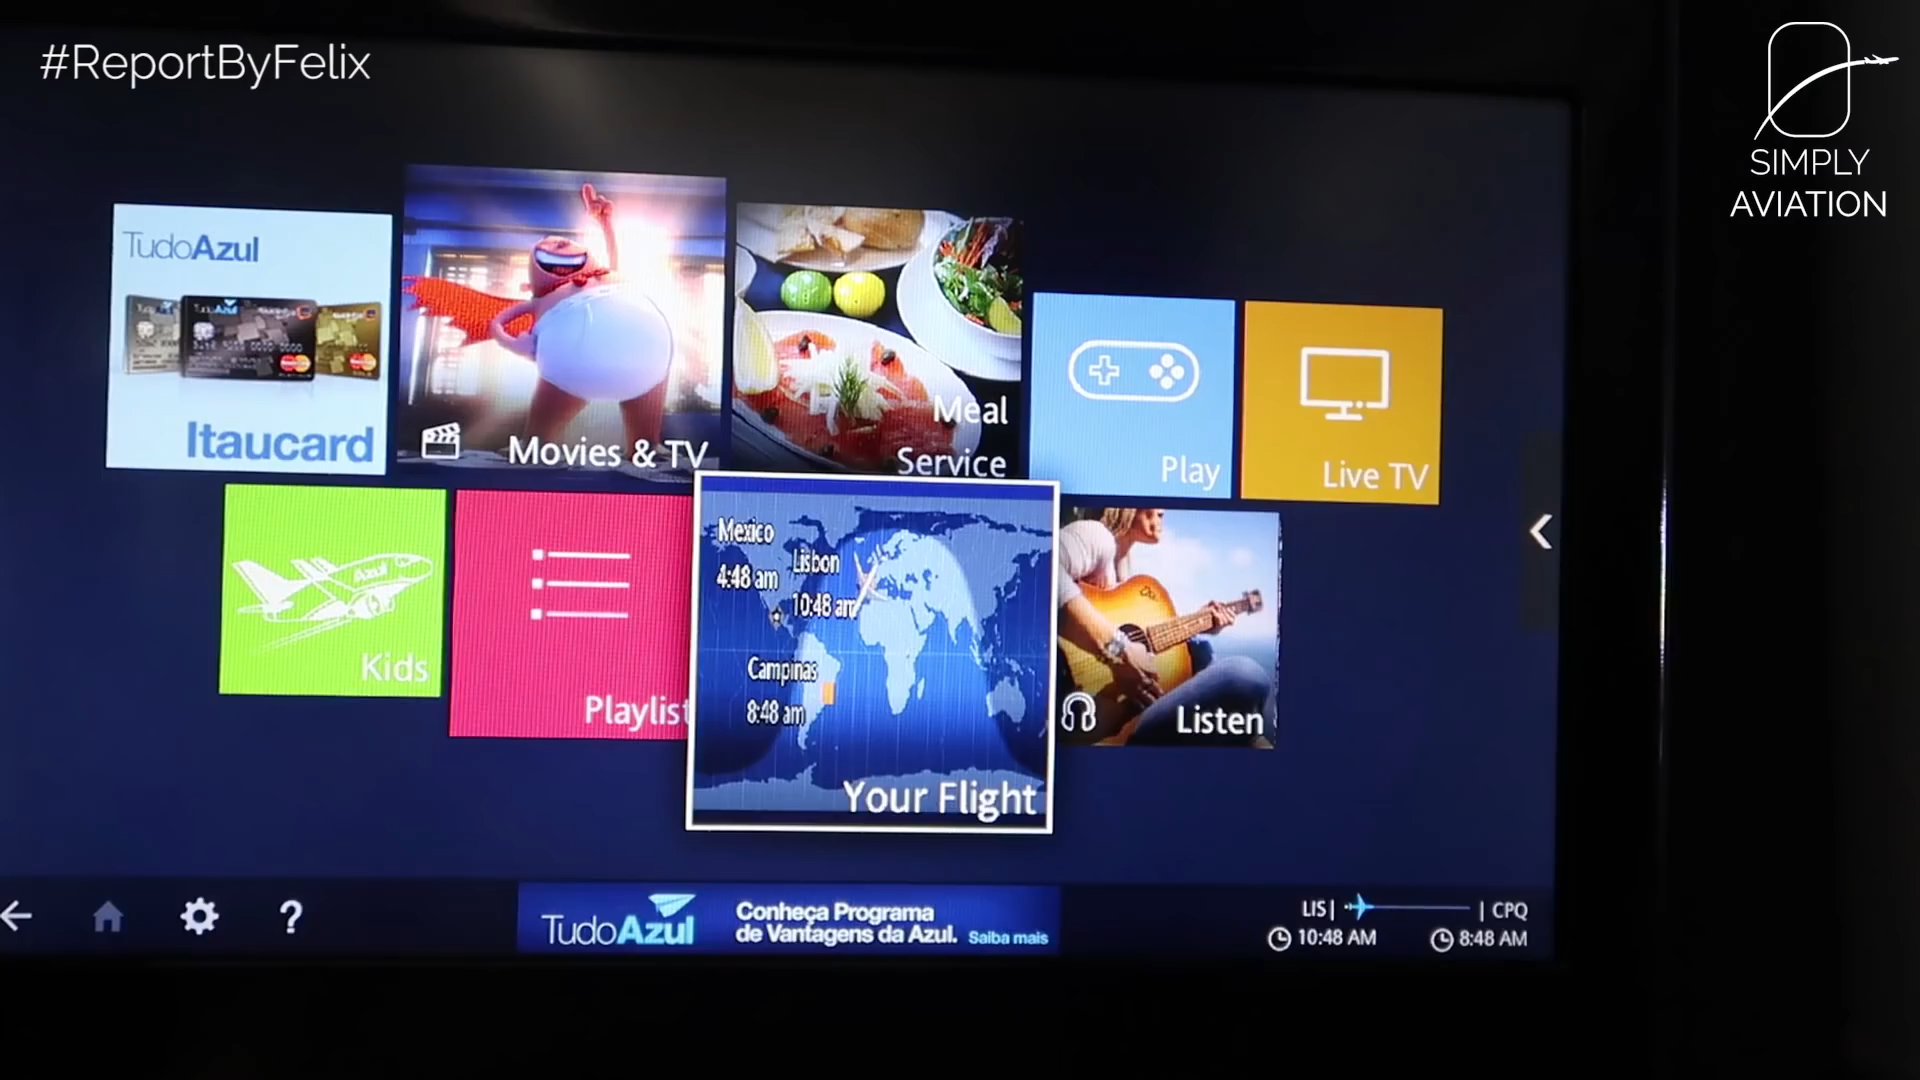 #ReportByFelix
SIMPLY
AVIATION
TudoAzul
Itaucard
Movies & TV
Meal
Service
Play
Live TV
Azul
Kids
Playlist
Mexico
4:48 am
Lisbon
10:48 am
Campinas
8:48 am
Your Flight
Listen
TudoAzul
Conheça Programa
de Vantagens da Azul. Saiba mais
LIS | | CPQ
10:48 AM 8:48 AM